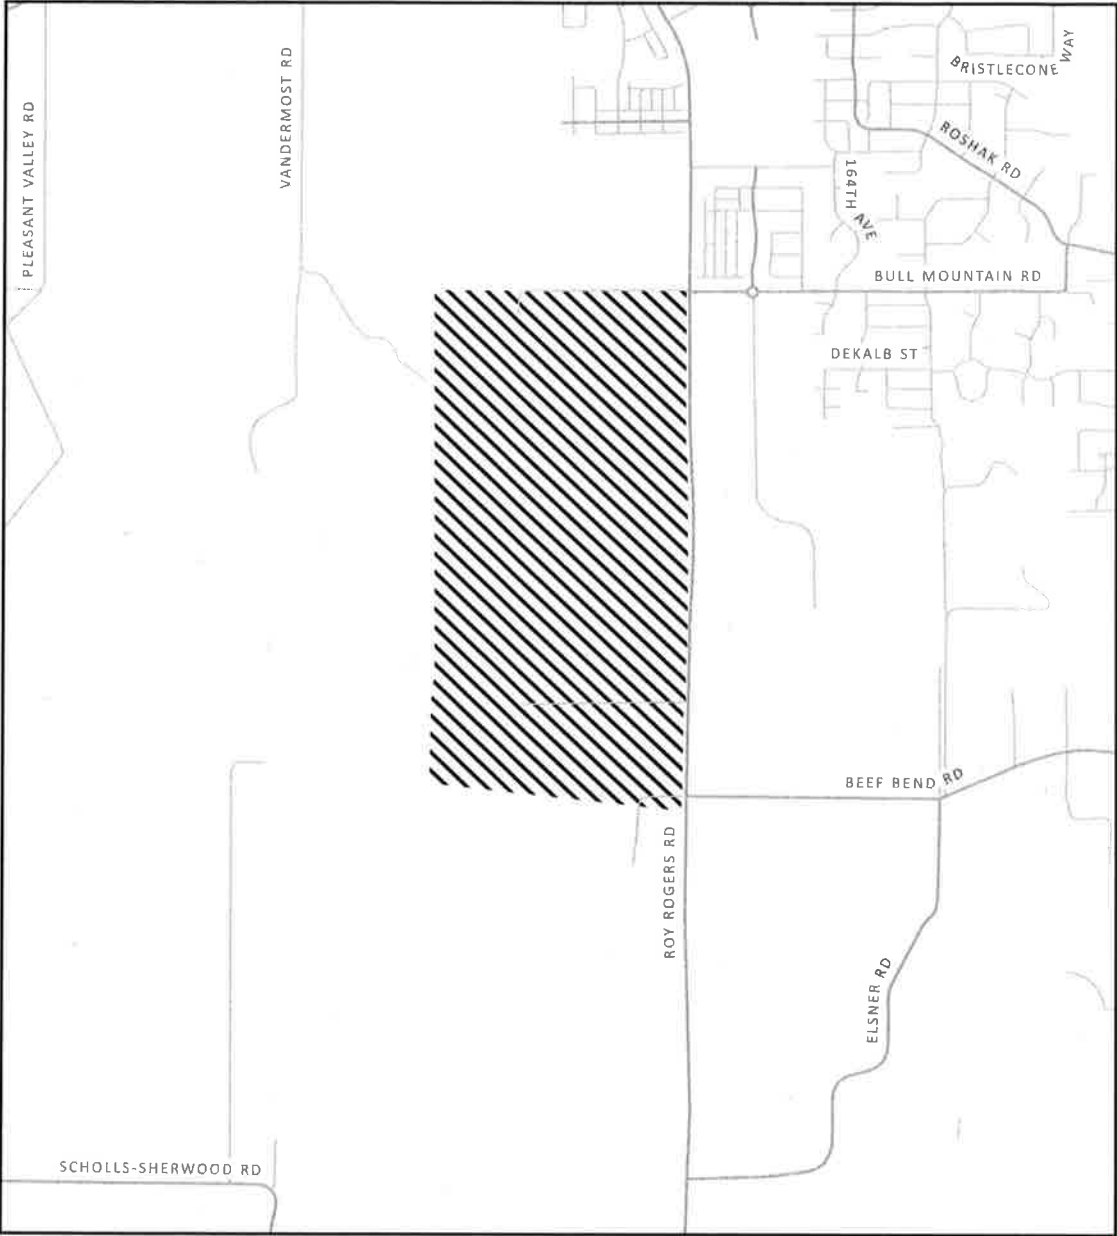 BRISTLECONE WAY
PLEASANT VALLEY RD
VANDERMOST RD
ROSHAK RD
164TH AVE
BULL MOUNTAIN RD
DEKALB ST
BEEF BEND RD
ROY ROGERS RD
ELSNER RD
SCHOLLS-SHERWOOD RD